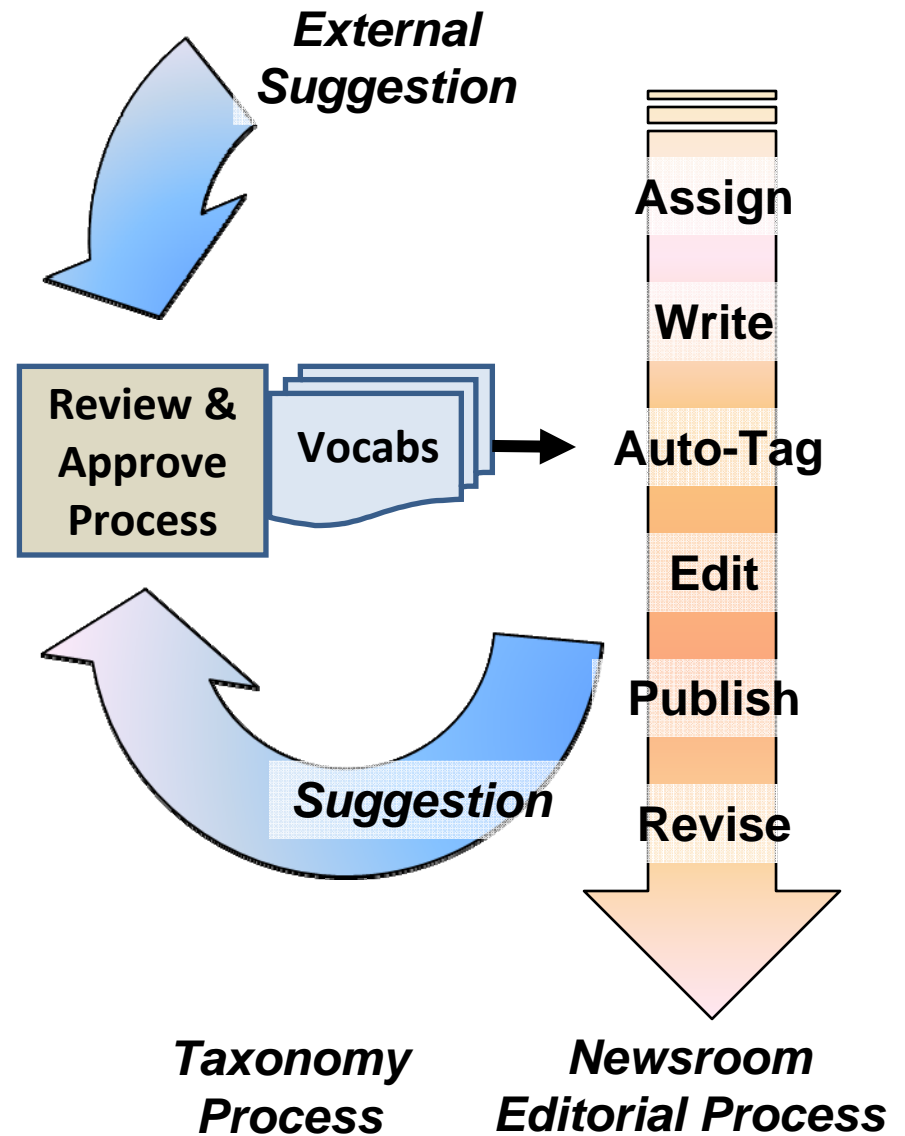 External
Suggestion
Assign
Write
Review &
Approve
Process
Vocabs
Auto-Tag
Edit
Publish
Suggestion
Revise
Taxonomy
Process
Newsroom
Editorial Process